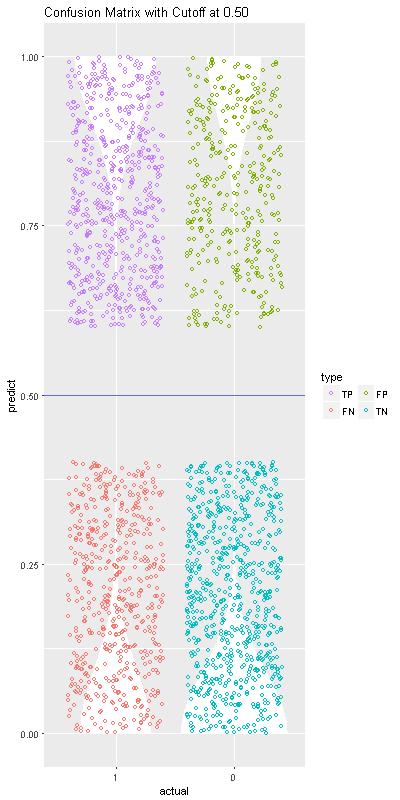 Confusion Matrix with Cutoff at 0.50
1.00
0.75
0.50
0.25
0.00
predict
1 0
actual
type
TP FP
FN TN